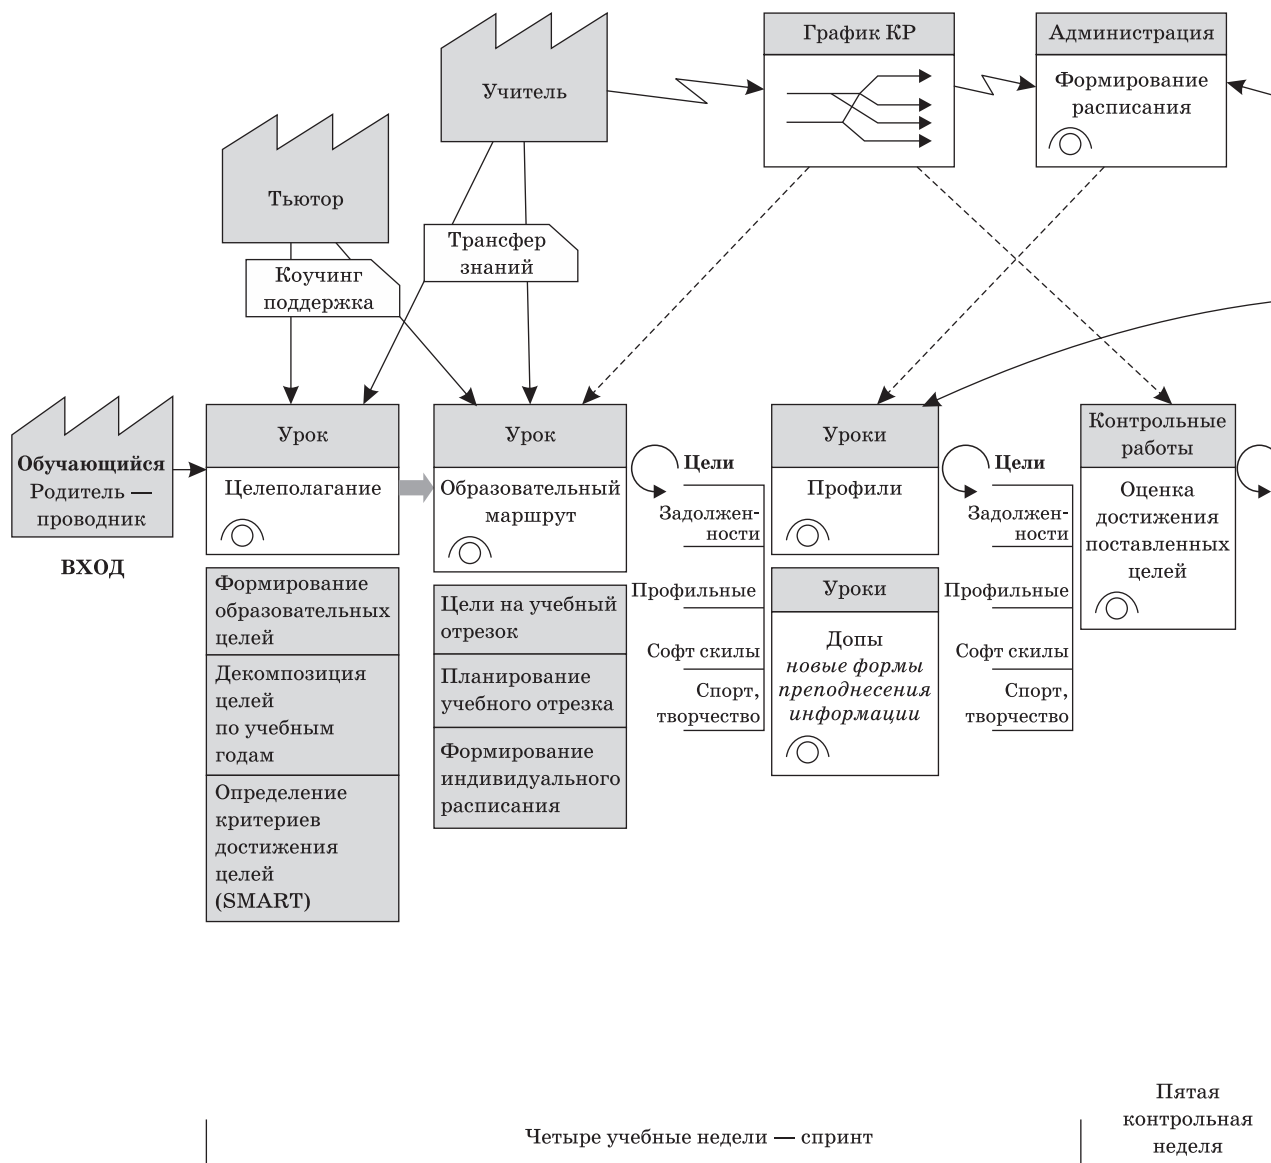 График КР
Администрация
Формирование
расписания
Учитель
Тьютор
Трансфер
знаний
Коучинг
поддержка
Обучающийся
Родитель —
проводник
ВХОД
Урок
Целеполагание
Формирование
образовательных
целей
Декомпозиция
целей
по учебным
годам
Определение
критериев
достижения
целей
(SMART)
Урок
Образовательный
маршрут
Цели на учебный
отрезок
Планирование
учебного отрезка
Формирование
индивидуального
расписания
Цели
Задолжен-
ности
Профильные
Софт скилы
Спорт,
творчество
Уроки
Профили
Уроки
Допы
новые формы
преподнесения
информации
Цели
Задолжен-
ности
Профильные
Софт скилы
Спорт,
творчество
Контрольные
работы
Оценка
достижения
поставленных
целей
Четыре учебные недели — спринт
Пятая
контрольная
неделя